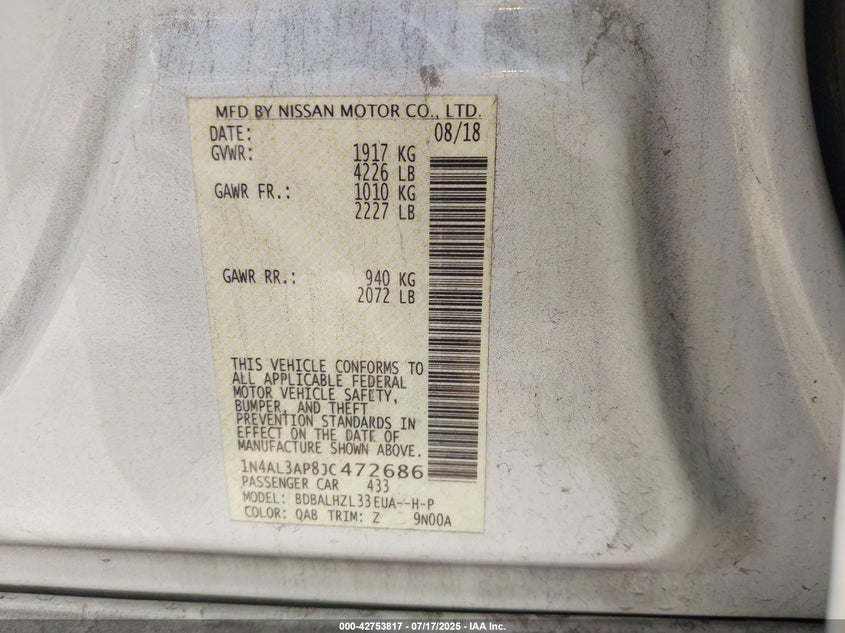 MFD BY NISSAN MOTOR CO., LTD.
DATE: 08/18
GVWR: 1917 KG
4226 LB
GAWR FR.: 1010 KG
2227 LB
GAWR RR.: 940 KG
2072 LB
THIS VEHICLE CONFORMS TO
ALL APPLICABLE FEDERAL
MOTOR VEHICLE SAFETY,
BUMPER, AND THEFT
PREVENTION STANDARDS IN
EFFECT ON THE DATE OF
MANUFACTURE SHOWN ABOVE.
1N4AL3AP8JC472686
PASSENGER CAR 433
MODEL: BDBALHZL33EUA--H-P
COLOR: QAB TRIM: Z 9N00A
000-42753817 - 07/17/2025 - IAA Inc.